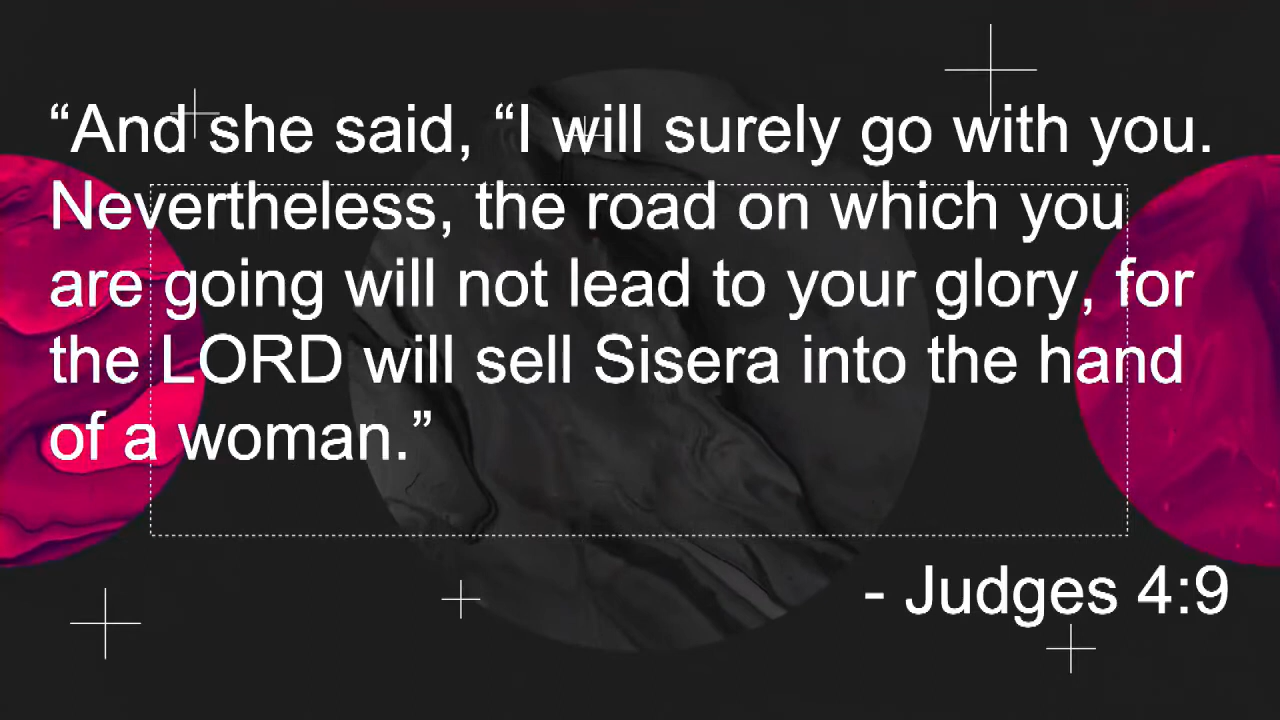 “And she said, “I will surely go with you.
Nevertheless, the road on which you
are going will not lead to your glory, for
the LORD will sell Sisera into the hand
of a woman.”
- Judges 4:9